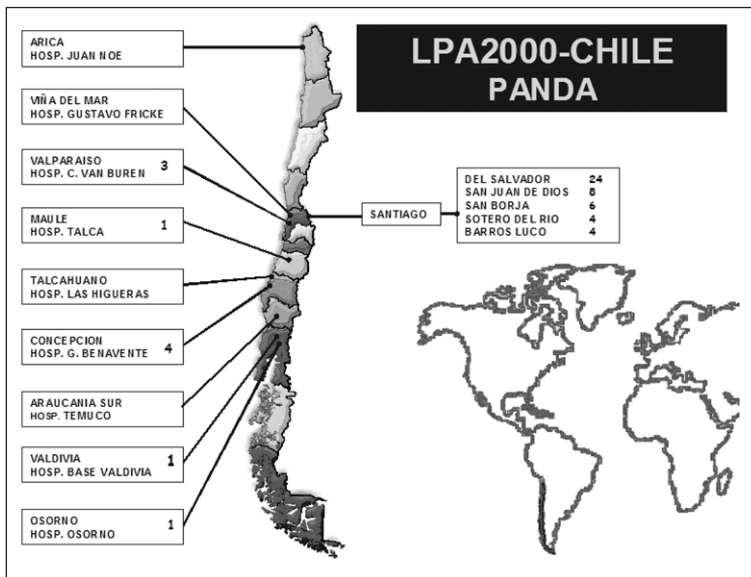 LPA2000-CHILE
PANDA
ARICA
HOSP. JUAN NOE
VIÑA DEL MAR
HOSP. GUSTAVO FRICKE
VALPARAISO
HOSP. C. VAN BUREN 3
MAULE
HOSP. TALCA 1
TALCAHUANO
HOSP. LAS HIGUERAS
CONCEPCION
HOSP. G. BENAVENTE 4
ARAUCANIA SUR
HOSP. TEMUCO
VALDIVIA
HOSP. BASE VALDIVIA 1
OSORNO
HOSP. OSORNO 1
SANTIAGO
DEL SALVADOR 24
SAN JUAN DE DIOS 8
SAN BORJA 6
SOTERO DEL RIO 4
BARROS LUCO 4